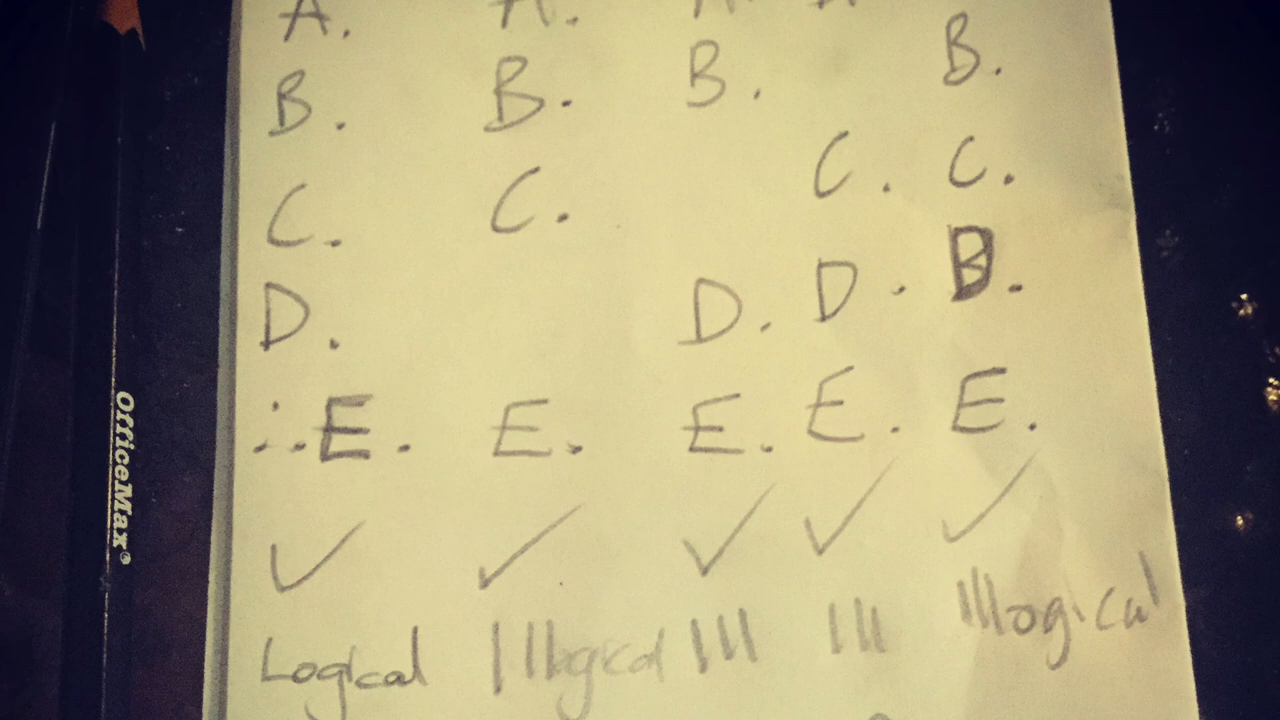 A. A. A. A
B. B. B. B.
C. C. C. C.
D. D. D. B.
∴ E. E. E. E. E.
✓ ✓ ✓ ✓ ✓
Logical Illogical Ill Ill Illogical
OfficeMax®